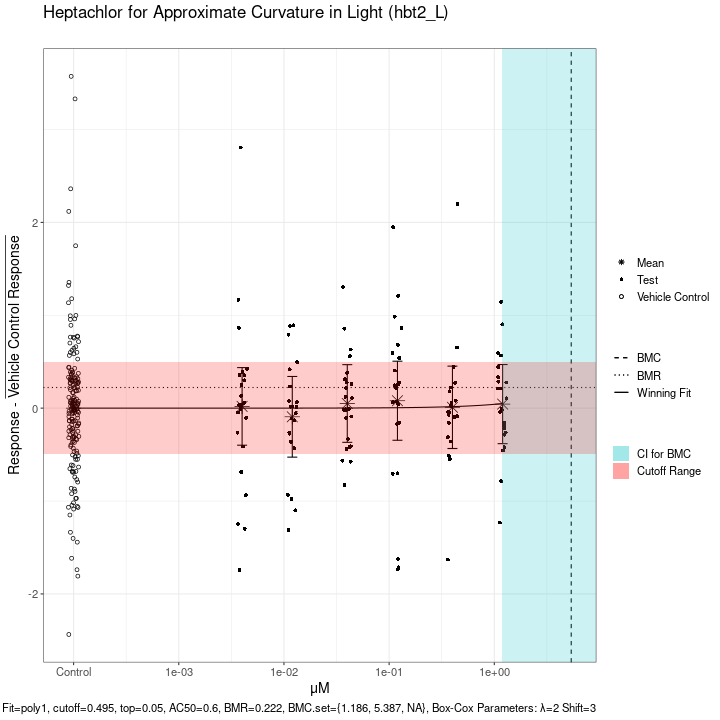 Heptachlor for Approximate Curvature in Light (hbt2_L)
Response - Vehicle Control Response
2
0
-2
Control
1e-03
1e-02
1e-01
1e+00
μM
Mean
Test
Vehicle Control
BMC
BMR
Winning Fit
CI for BMC
Cutoff Range
Fit=poly1, cutoff=0.495, top=0.05, AC50=0.6, BMR=0.222, BMC.set={1.186, 5.387, NA}, Box-Cox Parameters: λ=2 Shift=3